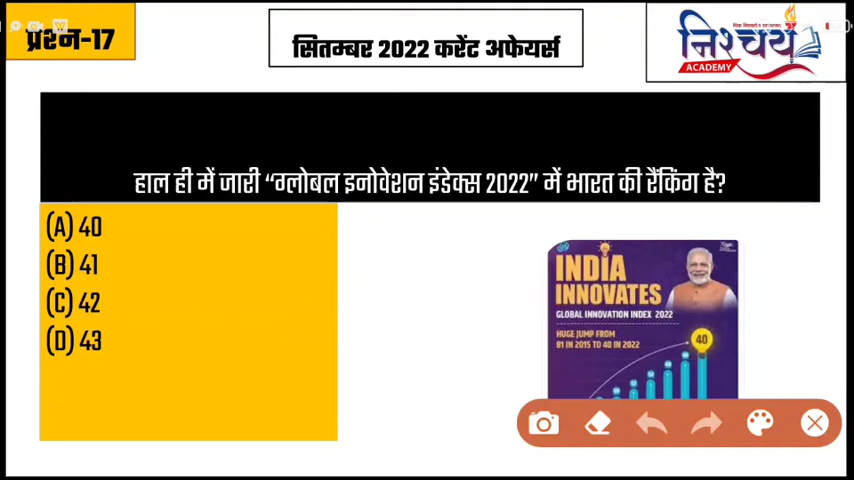 प्रश्न-17
सितम्बर 2022 करेंट अफेयर्स
निश्चय
ACADEMY
हाल ही में जारी “ग्लोबल इनोवेशन इंडेक्स 2022” में भारत की रैंकिंग है?
(A) 40
(B) 41
(C) 42
(D) 43
INDIA
INNOVATES
GLOBAL INNOVATION INDEX 2022
HUGE JUMP FROM
81 IN 2015 TO 40 IN 2022
40